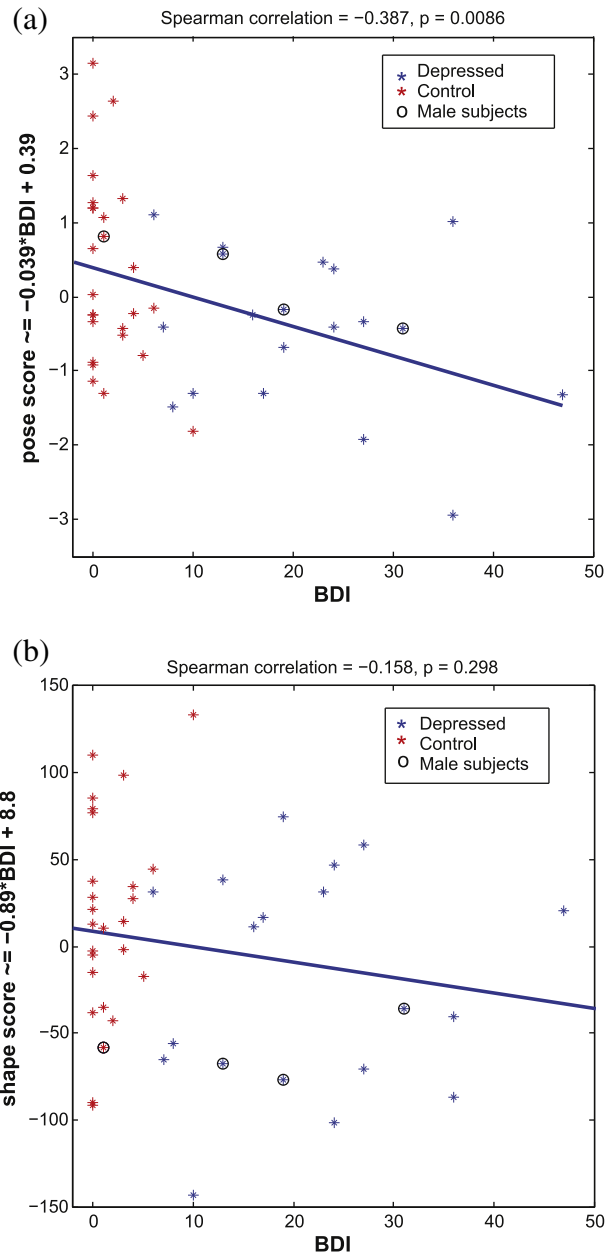 (a)
Spearman correlation = −0.387, p = 0.0086
3
2
1
0
−1
−2
−3
pose score ~= −0.039*BDI + 0.39
* Depressed
* Control
o Male subjects
0 10 20 30 40 50
BDI
(b)
Spearman correlation = −0.158, p = 0.298
150
100
50
0
−50
−100
−150
shape score ~= −0.89*BDI + 8.8
* Depressed
* Control
o Male subjects
0 10 20 30 40 50
BDI